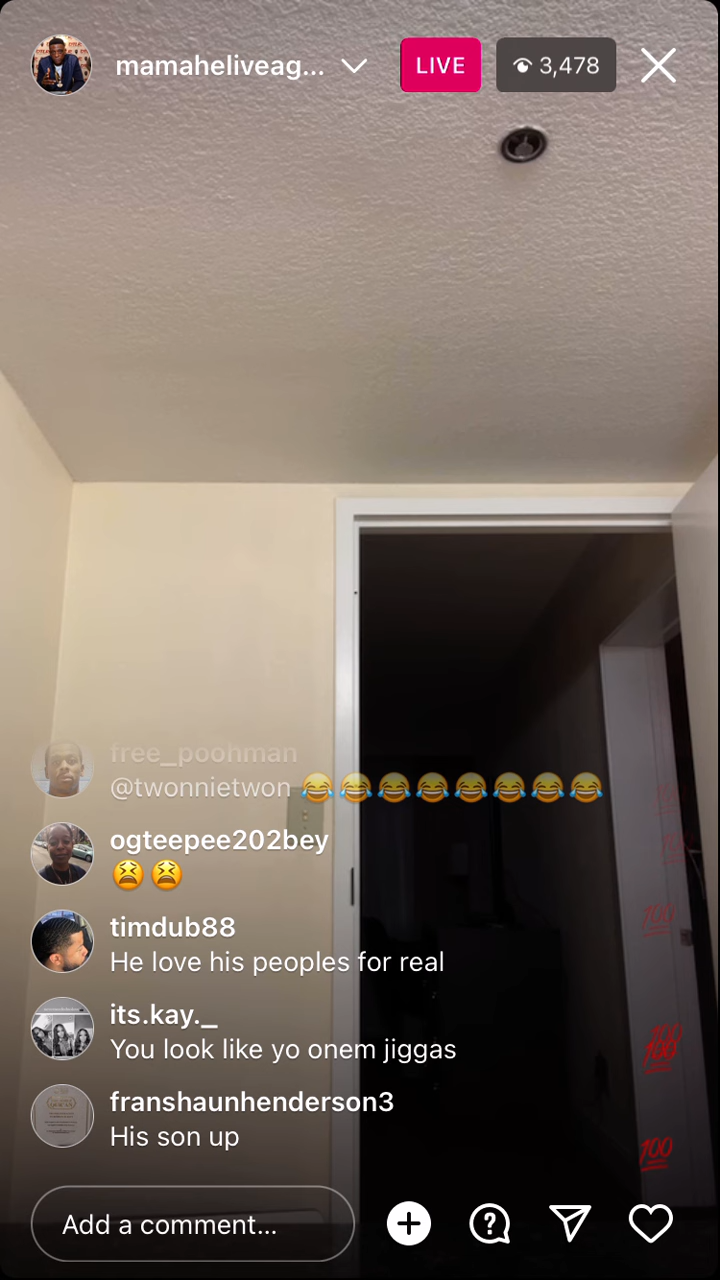 mamaheliveag...
LIVE
3,478
free_poohman
@twonnietwon 😂😂😂😂😂😂😂😂
ogteepee202bey
😫😫
timdub88
He love his peoples for real
its.kay._
You look like yo onem jiggas
franshaunhenderson3
His son up
Add a comment...
💯
💯
💯
💯
💯
💯